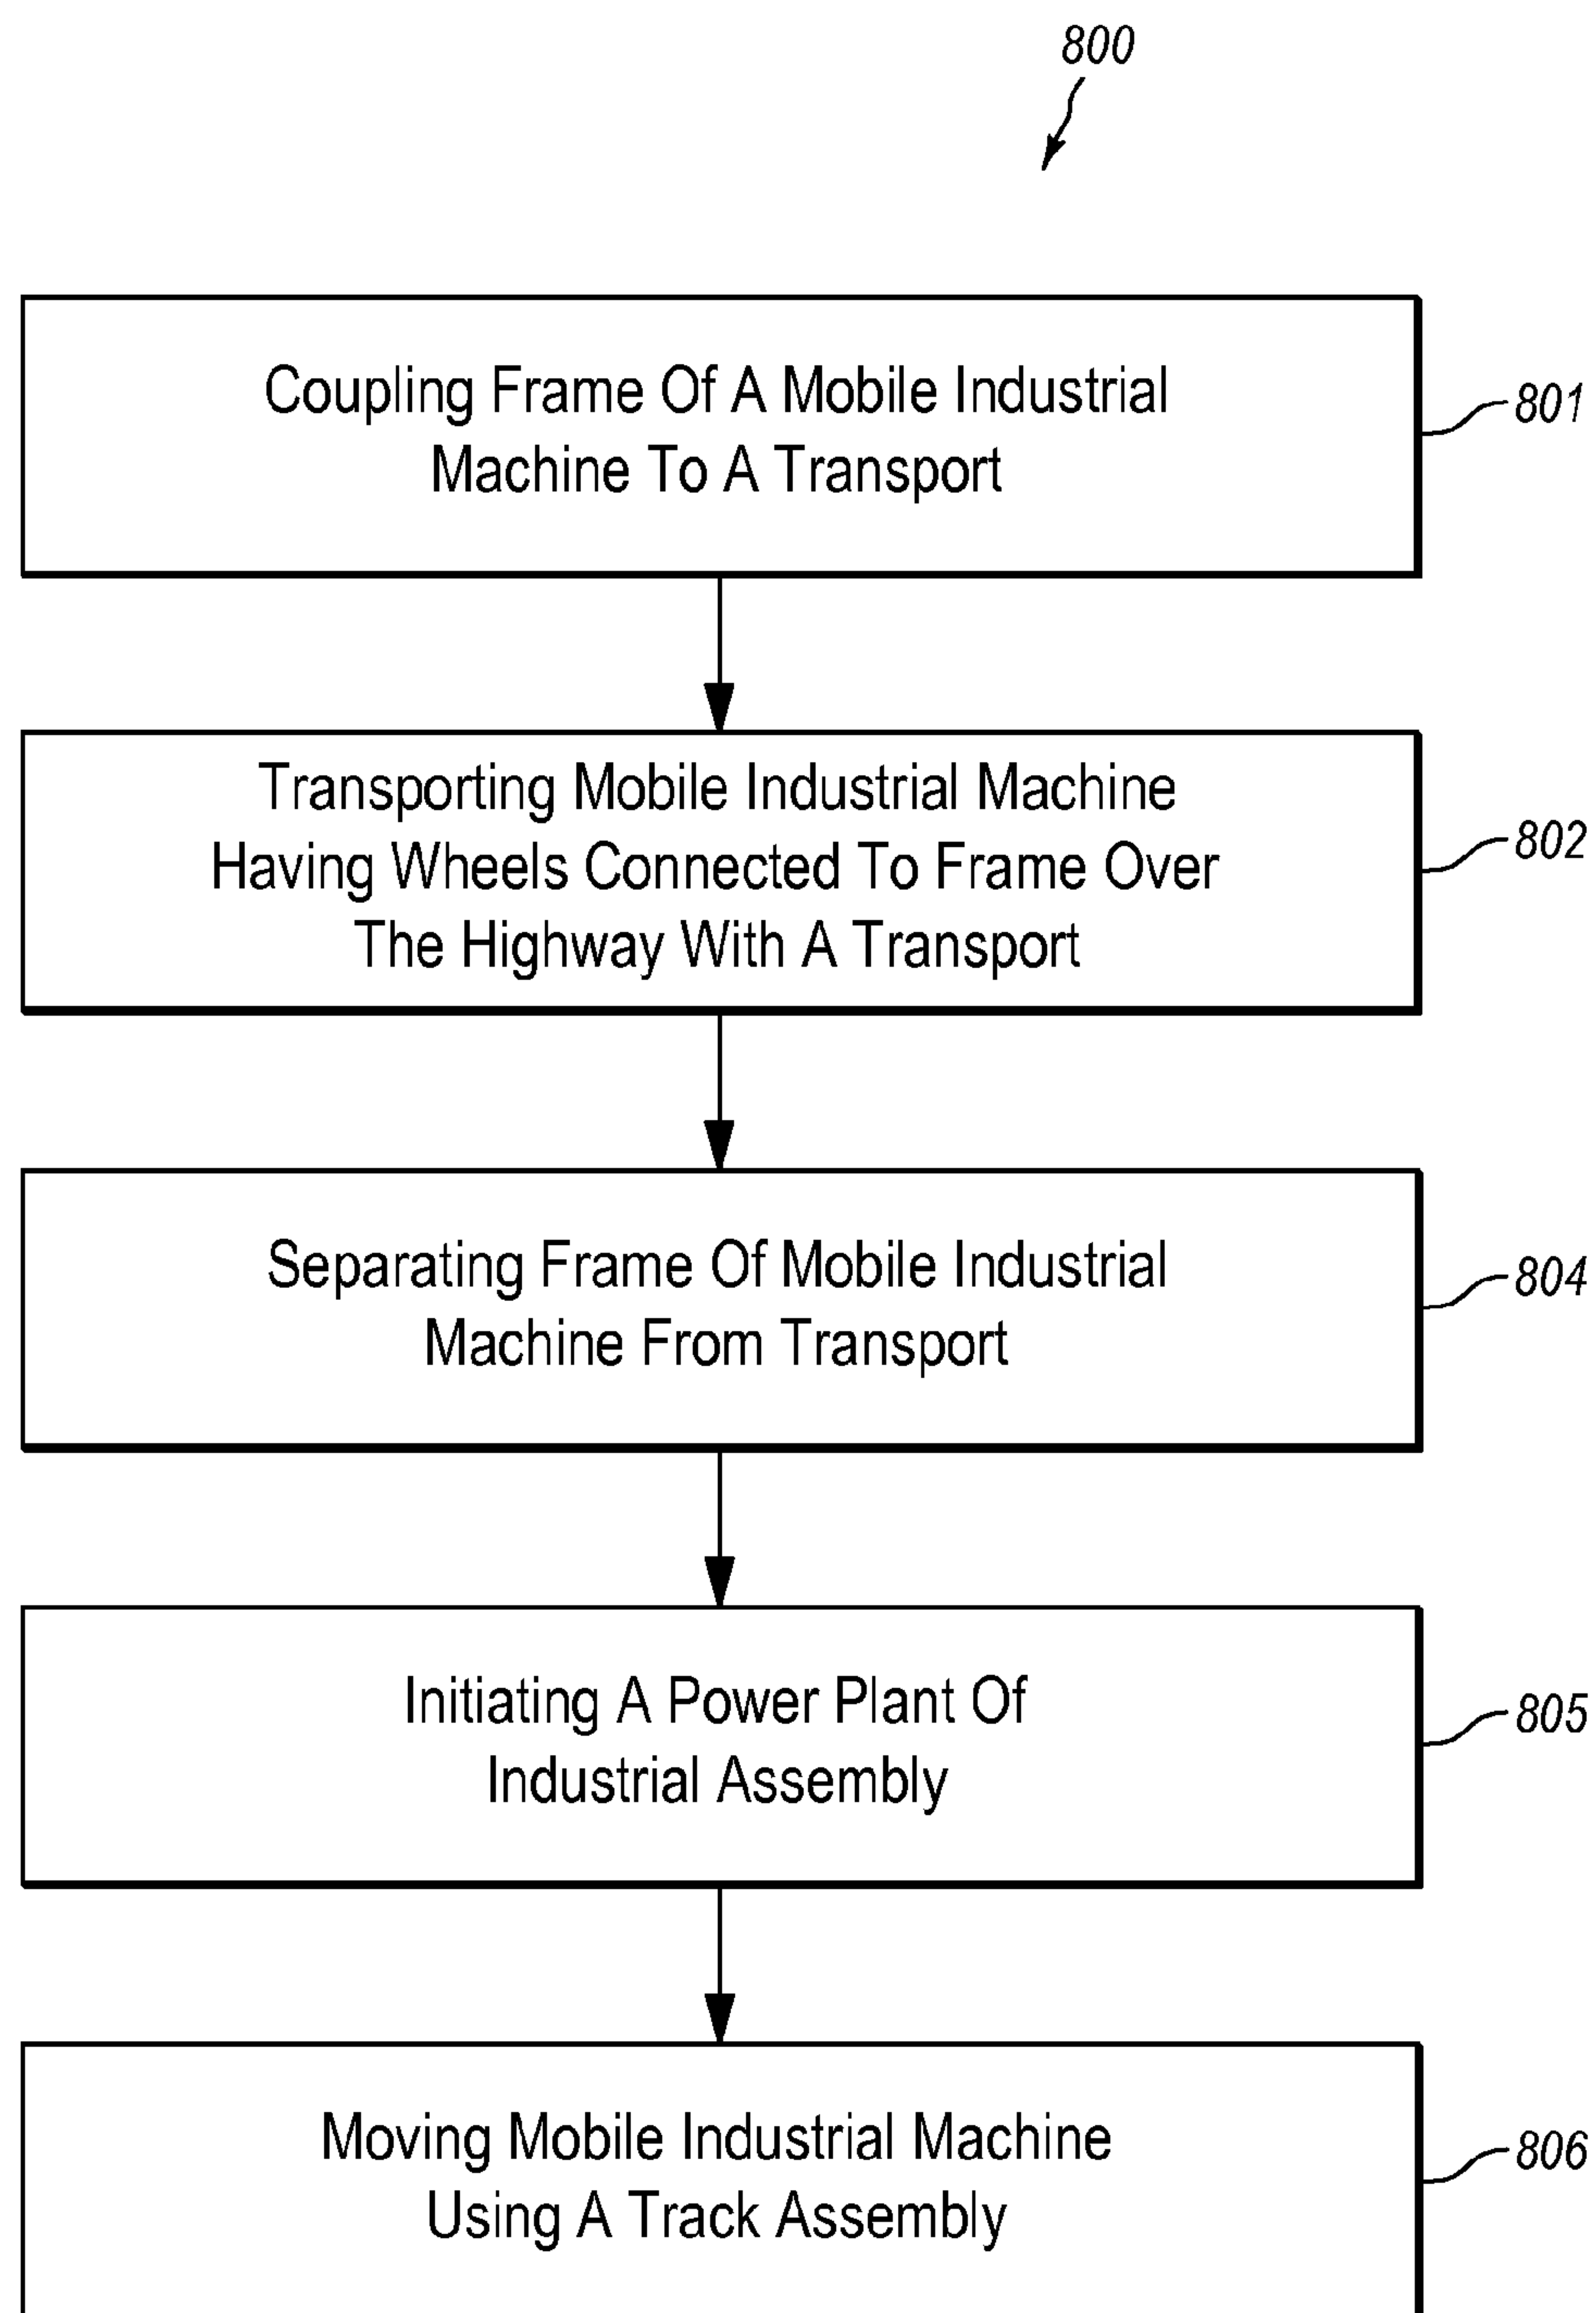 800
Coupling Frame Of A Mobile Industrial
Machine To A Transport
801
Transporting Mobile Industrial Machine
Having Wheels Connected To Frame Over
The Highway With A Transport
802
Separating Frame Of Mobile Industrial
Machine From Transport
804
Initiating A Power Plant Of
Industrial Assembly
805
Moving Mobile Industrial Machine
Using A Track Assembly
806